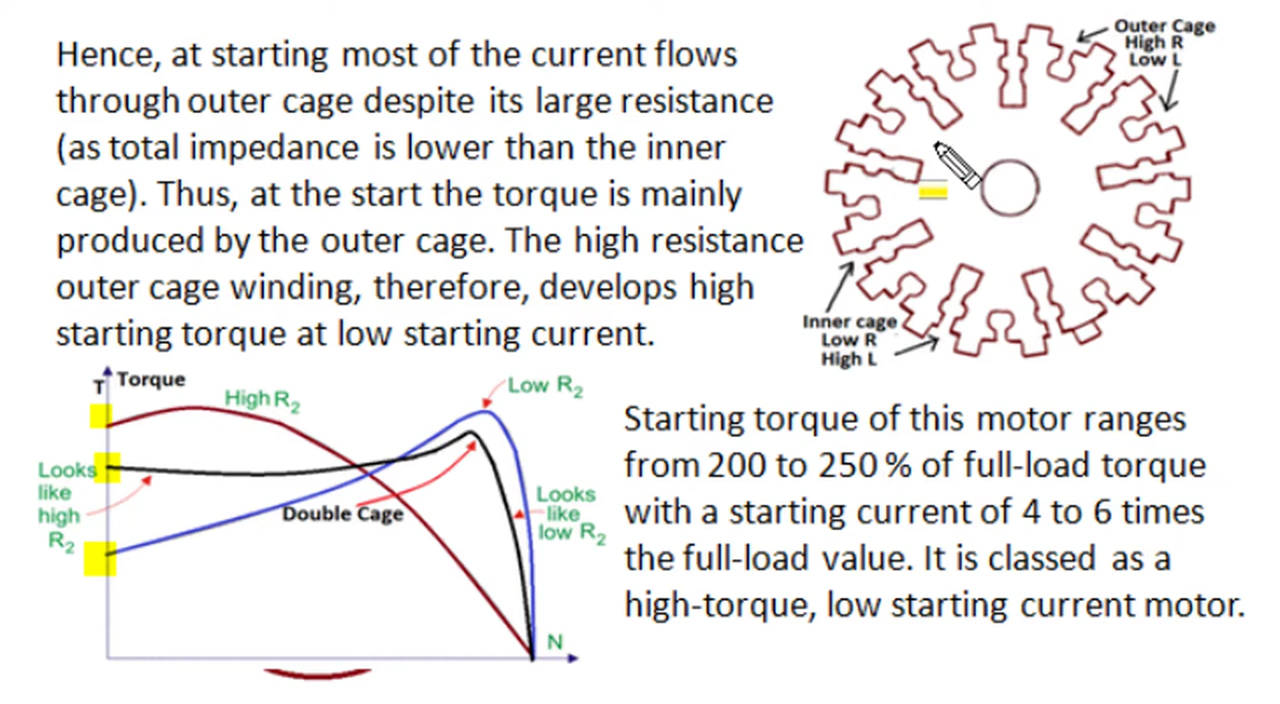 Hence, at starting most of the current flows
through outer cage despite its large resistance
(as total impedance is lower than the inner
cage). Thus, at the start the torque is mainly
produced by the outer cage. The high resistance
outer cage winding, therefore, develops high
starting torque at low starting current.
Outer Cage
High R
Low L
Inner cage
Low R
High L
T Torque
High R₂
Low R₂
Looks
like
high
R₂
Double Cage
Looks
like
low R₂
N
Starting torque of this motor ranges
from 200 to 250 % of full-load torque
with a starting current of 4 to 6 times
the full-load value. It is classed as a
high-torque, low starting current motor.